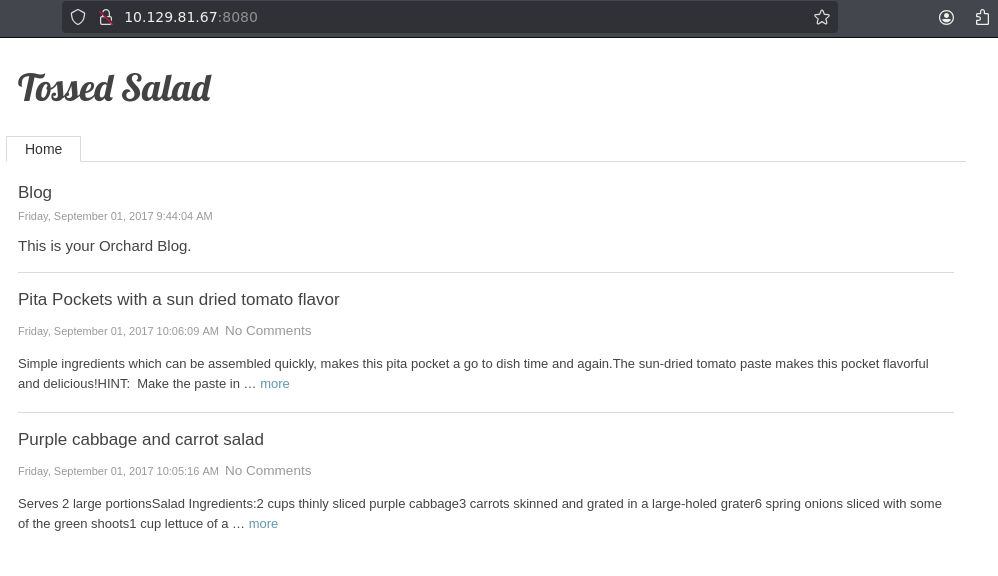 10.129.81.67:8080
Tossed Salad
Home
Blog
Friday, September 01, 2017 9:44:04 AM
This is your Orchard Blog.
Pita Pockets with a sun dried tomato flavor
Friday, September 01, 2017 10:06:09 AM No Comments
Simple ingredients which can be assembled quickly, makes this pita pocket a go to dish time and again.The sun-dried tomato paste makes this pocket flavorful
and delicious!HINT:  Make the paste in … more
Purple cabbage and carrot salad
Friday, September 01, 2017 10:05:16 AM No Comments
Serves 2 large portionsSalad Ingredients:2 cups thinly sliced purple cabbage3 carrots skinned and grated in a large-holed grater6 spring onions sliced with some
of the green shoots1 cup lettuce of a … more